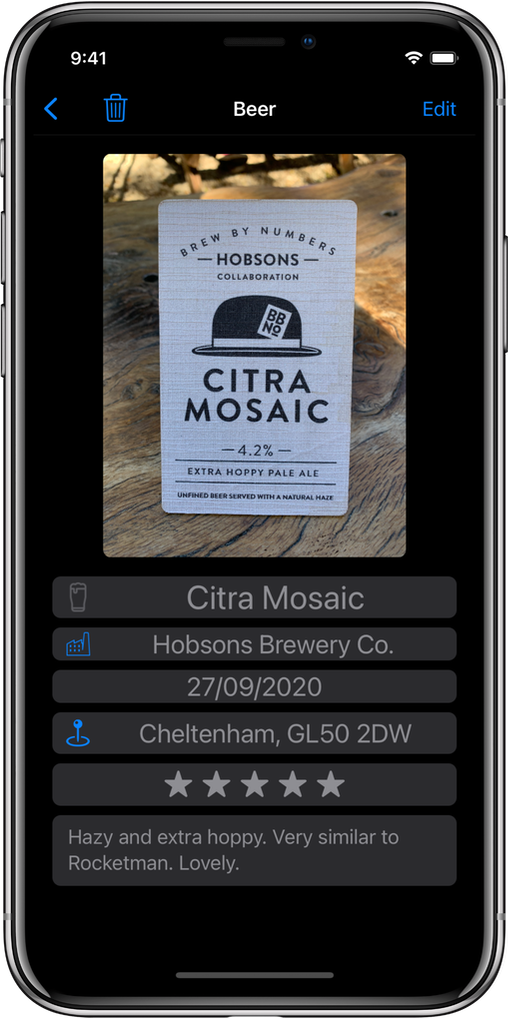 9:41
Beer
Edit
BREW BY NUMBERS
HOBSONS
COLLABORATION
BB
No
CITRA
MOSAIC
4.2%
EXTRA HOPPY PALE ALE
UNFINED BEER SERVED WITH A NATURAL HAZE
Citra Mosaic
Hobsons Brewery Co.
27/09/2020
Cheltenham, GL50 2DW
Hazy and extra hoppy. Very similar to
Rocketman. Lovely.